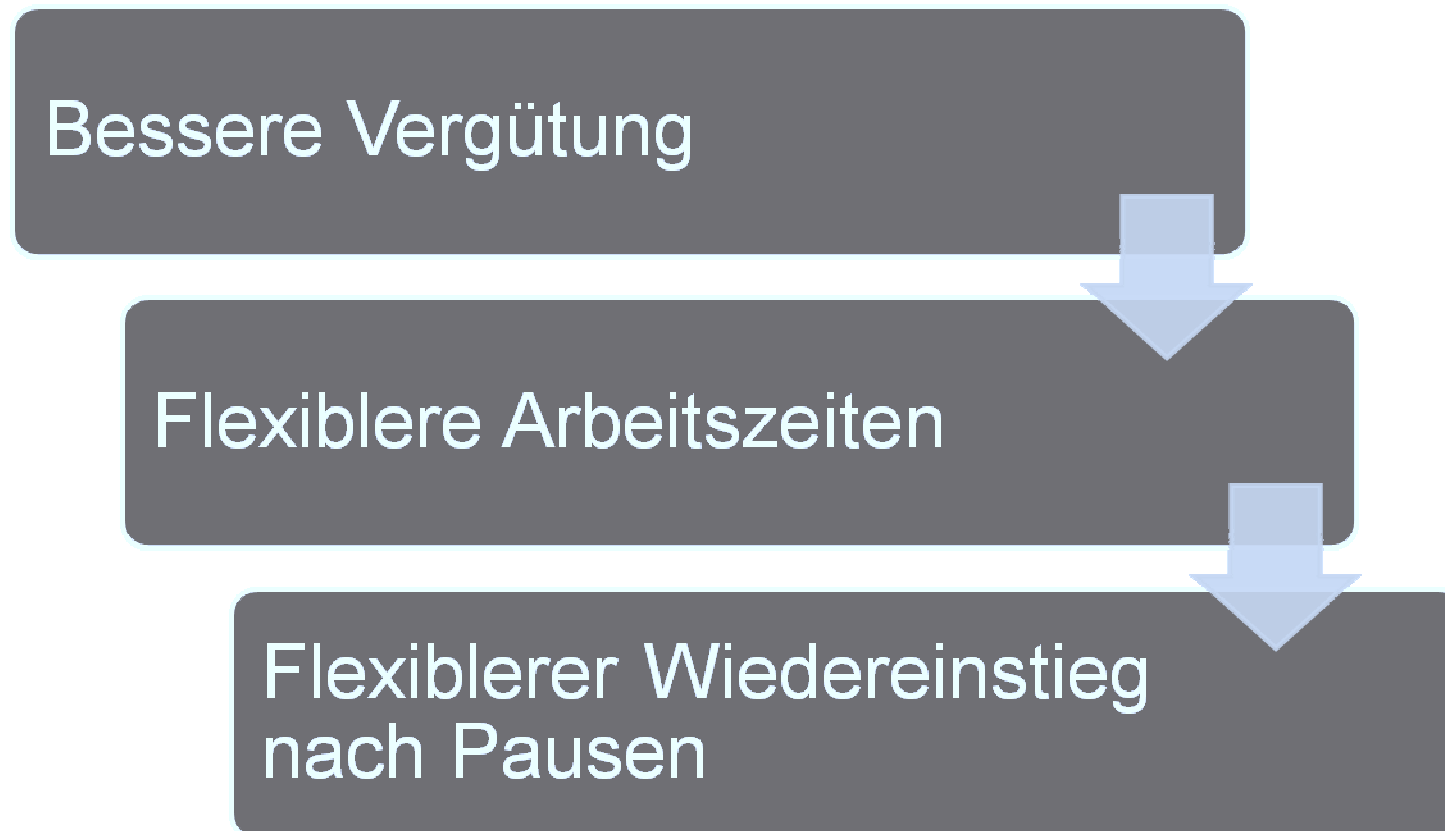 Bessere Vergütung
Flexiblere Arbeitszeiten
Flexiblerer Wiedereinstieg
nach Pausen